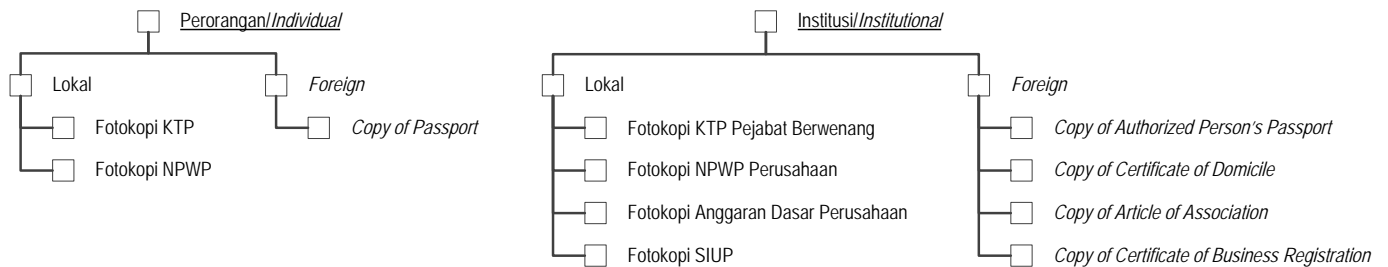 Perorangan/Individual
Lokal
Foreign
Fotokopi KTP
Copy of Passport
Fotokopi NPWP
Institusi/Institutional
Lokal
Foreign
Fotokopi KTP Pejabat Berwenang
Copy of Authorized Person's Passport
Fotokopi NPWP Perusahaan
Copy of Certificate of Domicile
Fotokopi Anggaran Dasar Perusahaan
Copy of Article of Association
Fotokopi SIUP
Copy of Certificate of Business Registration